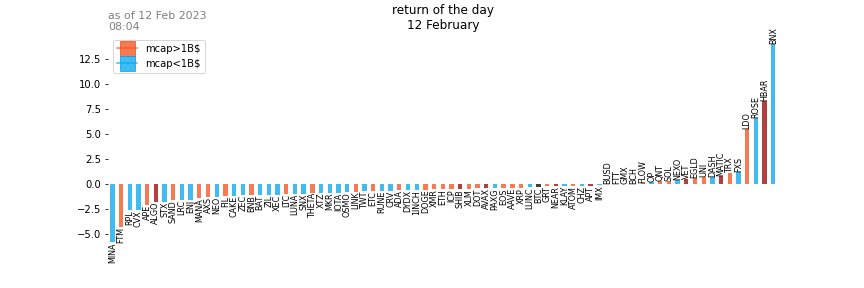 as of 12 Feb 2023
08:04
return of the day
12 February
mcap>1B$
mcap<1B$
12.5
10.0
7.5
5.0
2.5
0.0
−2.5
−5.0
MINA
FTM
RPL
CVX
APE
ALGO
STX
SAND
LRC
ENJ
MANA
AXS
NEO
FIL
CAKE
ZEC
BNB
BAT
ZIL
XEC
LTC
LUNA
SNX
THETA
XTZ
MKR
IOTA
OSMO
LINK
TWT
ETC
RUNE
CRV
ADA
DYDX
1INCH
DOGE
XMR
ETH
ICP
SHIB
XLM
DOT
AVAX
PAXG
EOS
AAVE
XRP
LUNC
BTC
GRT
NEAR
KLAY
ATOM
CHZ
APT
IMX
BUSD
FTT
GMX
BCH
FLOW
OP
QNT
SOL
NEXO
VET
EGLD
UNI
DASH
MATIC
TRX
FXS
LDO
ROSE
HBAR
BNX